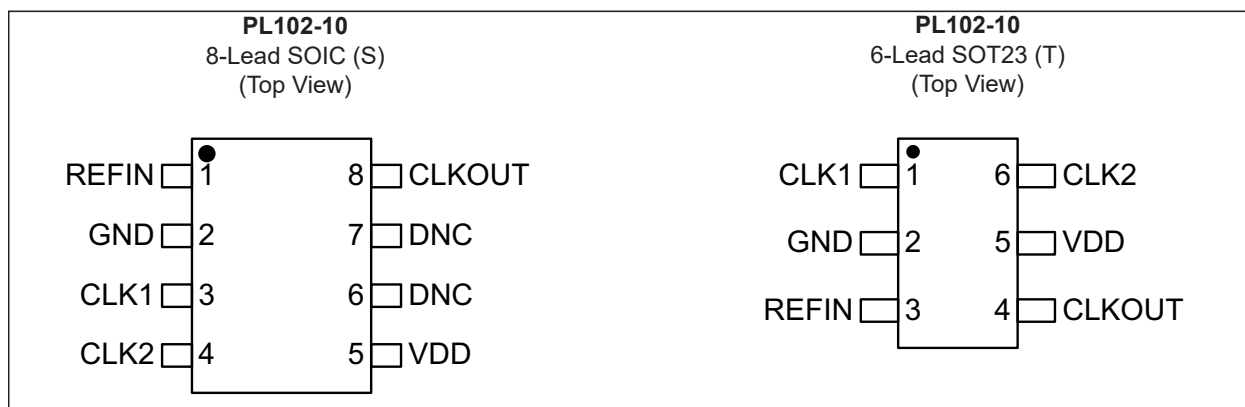 PL102-10
8-Lead SOIC (S)
(Top View)
REFIN 1 8 CLKOUT
GND 2 7 DNC
CLK1 3 6 DNC
CLK2 4 5 VDD
PL102-10
6-Lead SOT23 (T)
(Top View)
CLK1 1 6 CLK2
GND 2 5 VDD
REFIN 3 4 CLKOUT